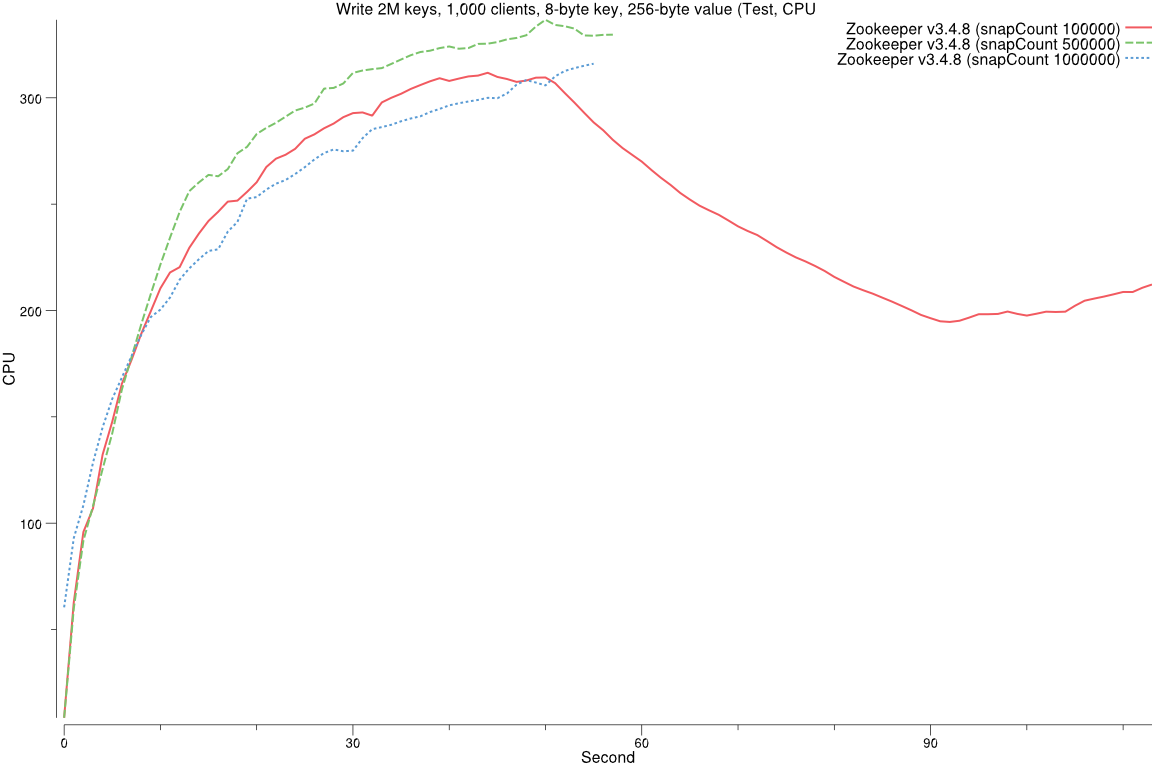 Write 2M keys, 1,000 clients, 8-byte key, 256-byte value (Test, CPU
Zookeeper v3.4.8 (snapCount 100000)
Zookeeper v3.4.8 (snapCount 500000)
Zookeeper v3.4.8 (snapCount 1000000)
300
200
100
CPU
0
30
60
90
Second